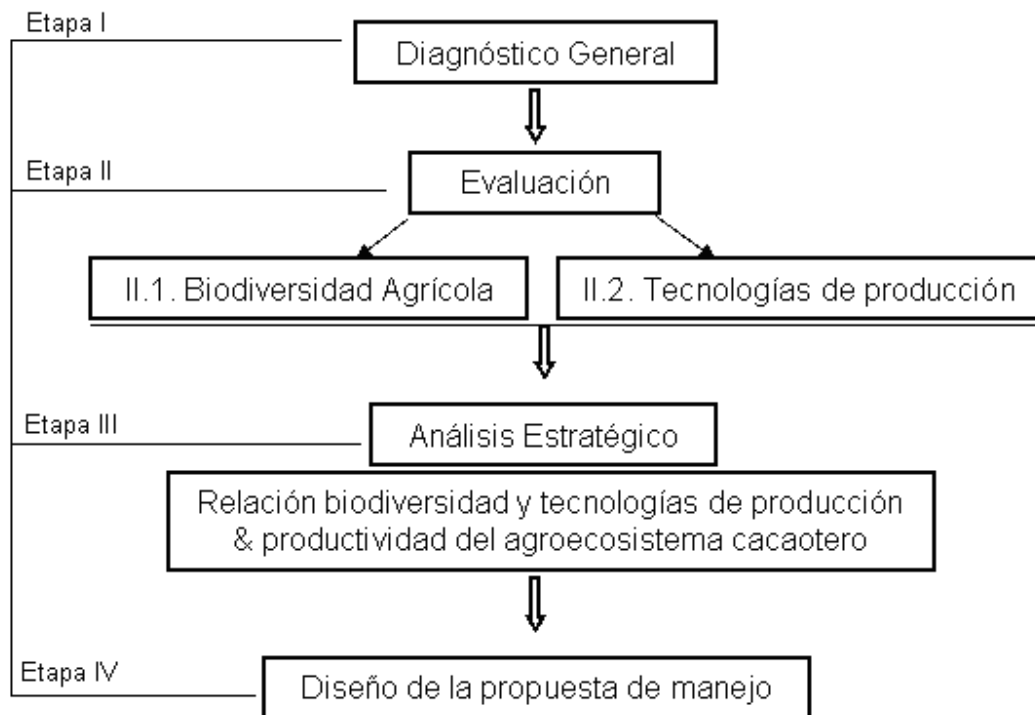 Etapa I
Diagnóstico General
Etapa II
Evaluación
II.1. Biodiversidad Agrícola
II.2. Tecnologías de producción
Etapa III
Análisis Estratégico
Relación biodiversidad y tecnologías de producción
& productividad del agroecosistema cacaotero
Etapa IV
Diseño de la propuesta de manejo